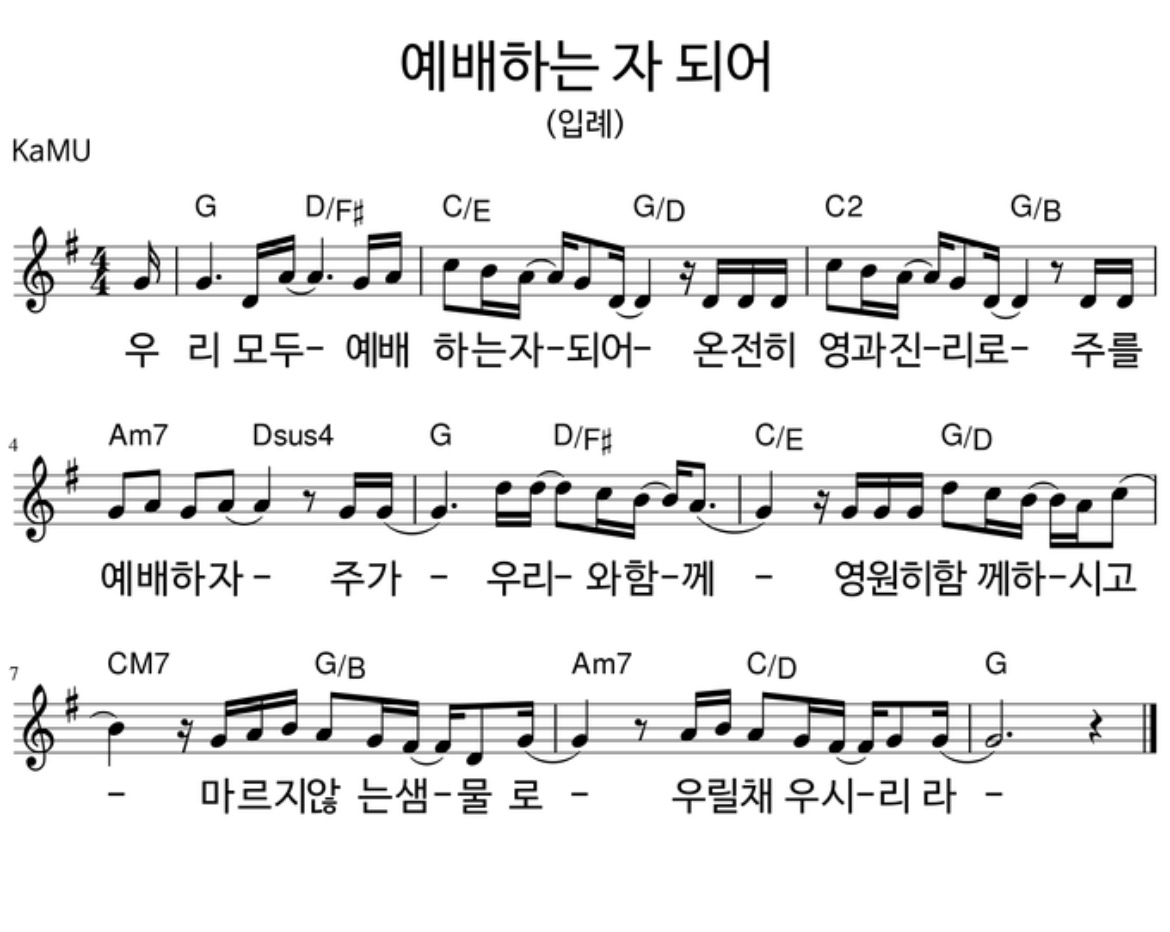 예배하는 자 되어
(입례)
KaMU
G D/F♯ C/E G/D C2 G/B
우 리 모두- 예배 하는자-되어- 온전히 영과진-리로- 주를
4 Am7 Dsus4 G D/F♯ C/E G/D
예배하자- 주가 - 우리- 와함-께 - 영원히함 께하-시고
7 CM7 G/B Am7 C/D G
- 마르지않 는샘-물 로 - 우릴채 우시-리 라 -